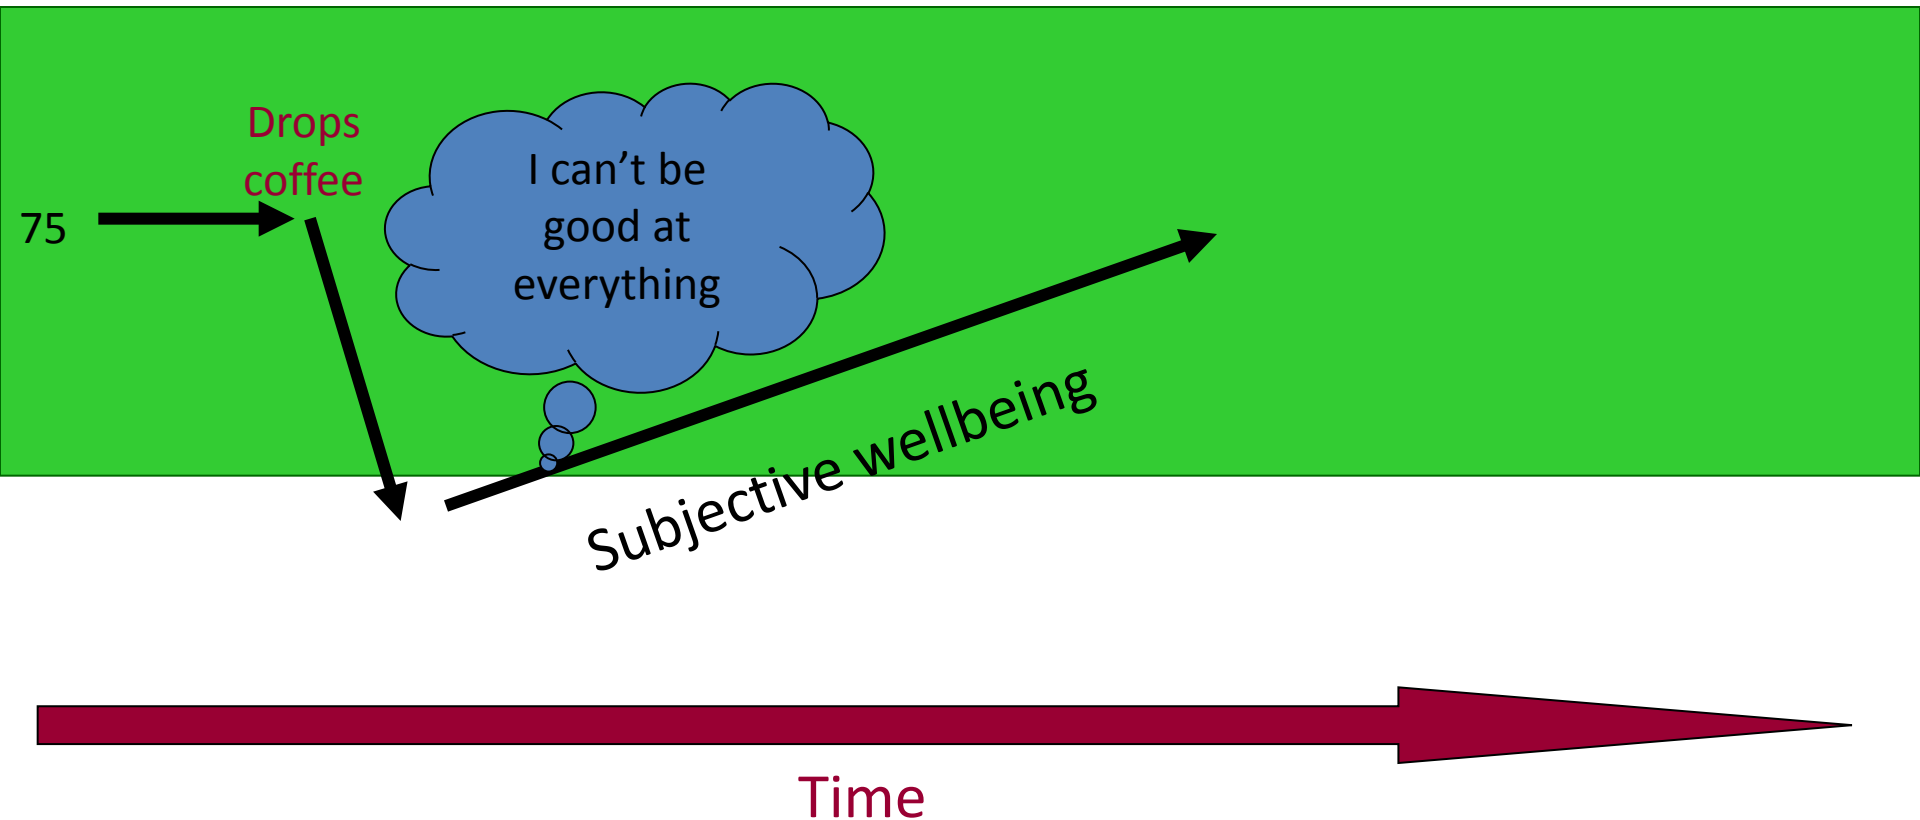 Drops
coffee
75
I can’t be
good at
everything
Subjective wellbeing
Time